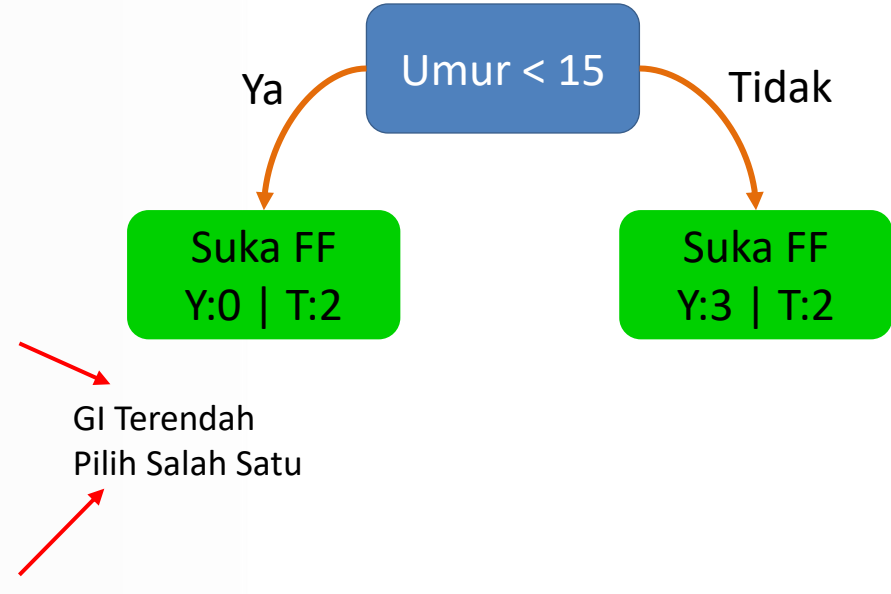 Umur < 15
Ya
Tidak
Suka FF
Y:0 | T:2
Suka FF
Y:3 | T:2
GI Terendah
Pilih Salah Satu